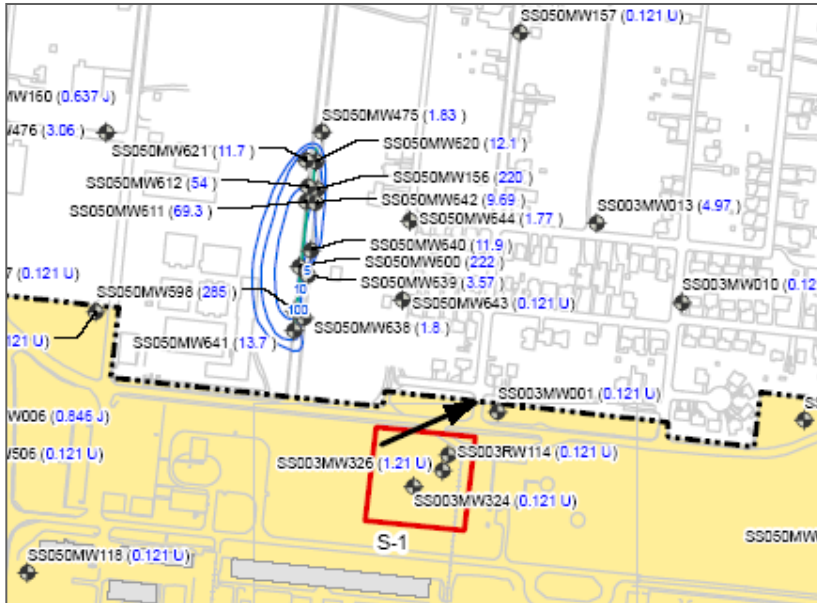 SS050MW157 (0.121 U)
MW160 (0.637 J)
SS050MW475 (1.83 )
W476 (3.06 )
SS050MW621 (11.7 )
SS050MW620 (12.1 )
SS050MW612 (54 )
SS050MW156 (220 )
SS050MW611 (69.3 )
SS050MW642 (9.69 )
SS050MW644 (1.77 )
SS003MW013 (4.97 )
SS050MW640 (11.9 )
SS050MW600 (222 )
7 (0.121 U)
5
SS050MW598 (285 )
10
SS050MW639 (3.57 )
SS050MW643 (0.121 U)
SS003MW010 (0.12
100
121 U)
SS050MW641 (13.7 )
SS050MW638 (1.8 )
SS003MW001 (0.121 U)
W006 (0.846 J)
W506 (0.121 U)
SS003MW326 (1.21 U)
SS003RW114 (0.121 U)
SS003MW324 (0.121 U)
S-1
SS050MW
SS050MW118 (0.121 U)